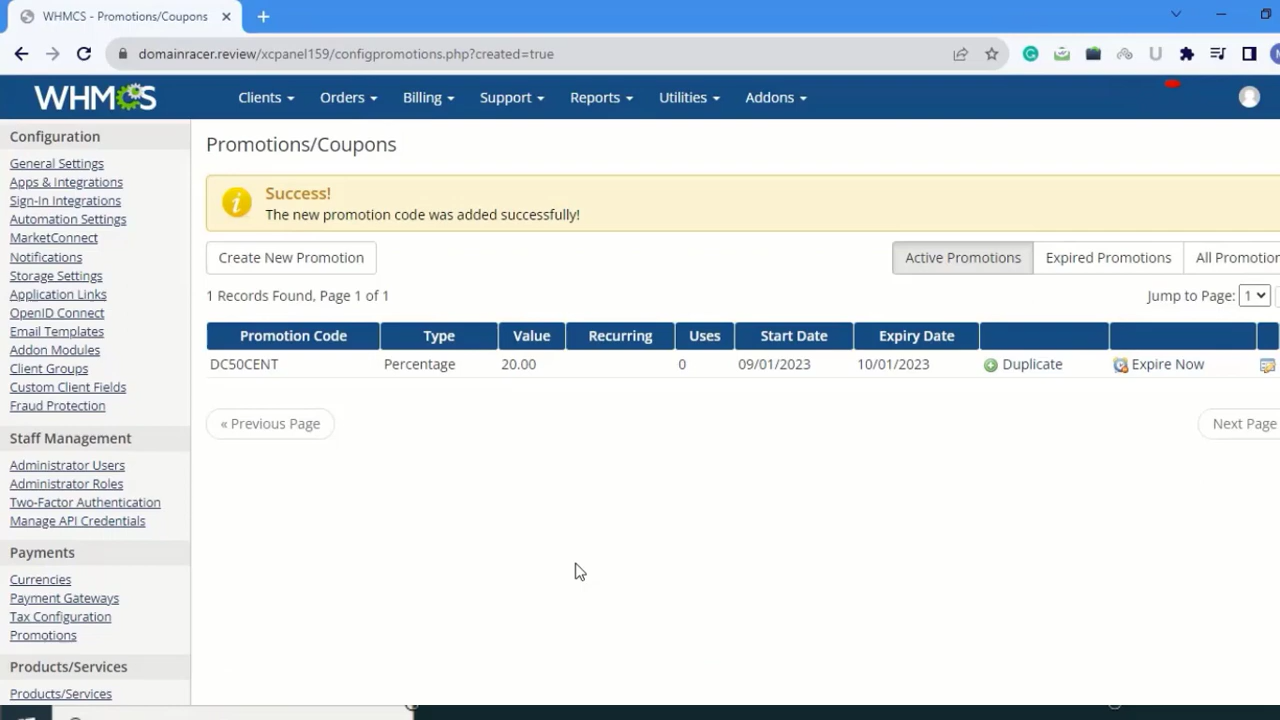 WHMCS - Promotions/Coupons
domainracer.review/xcpanel159/configpromotions.php?created=true
WHMCS
Clients
Orders
Billing
Support
Reports
Utilities
Addons
Configuration
General Settings
Apps & Integrations
Sign-In Integrations
Automation Settings
MarketConnect
Notifications
Storage Settings
Application Links
OpenID Connect
Email Templates
Addon Modules
Client Groups
Custom Client Fields
Fraud Protection
Staff Management
Administrator Users
Administrator Roles
Two-Factor Authentication
Manage API Credentials
Payments
Currencies
Payment Gateways
Tax Configuration
Promotions
Products/Services
Products/Services
Promotions/Coupons
Success!
The new promotion code was added successfully!
Create New Promotion
Active Promotions
Expired Promotions
All Promotion
1 Records Found, Page 1 of 1
Jump to Page: 1
Promotion Code Type Value Recurring Uses Start Date Expiry Date
DC50CENT Percentage 20.00 0 09/01/2023 10/01/2023 Duplicate Expire Now
« Previous Page
Next Page